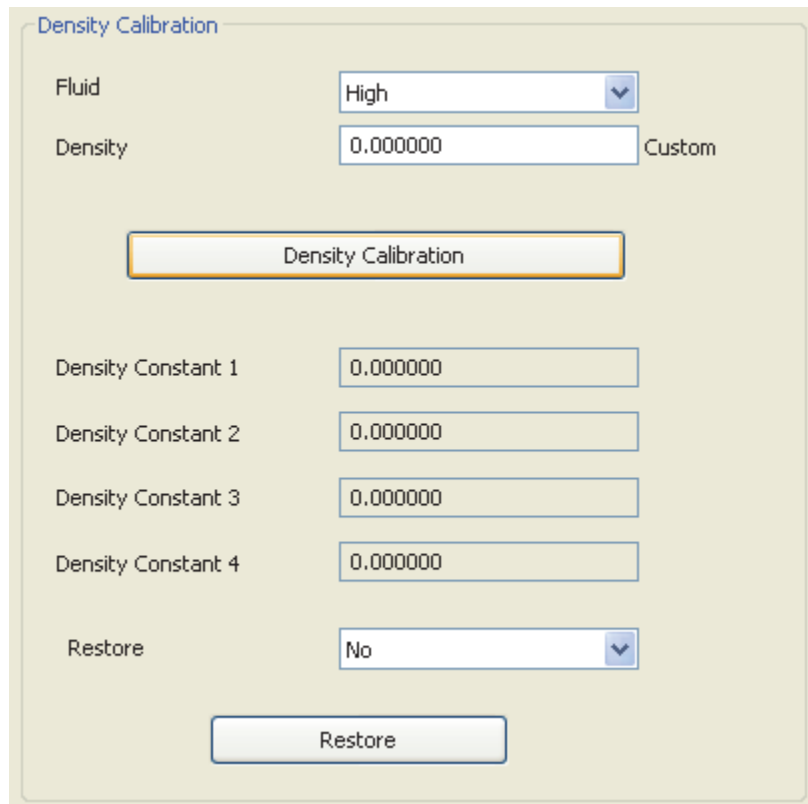 Density Calibration
Fluid High
Density 0.000000 Custom
Density Calibration
Density Constant 1 0.000000
Density Constant 2 0.000000
Density Constant 3 0.000000
Density Constant 4 0.000000
Restore No
Restore